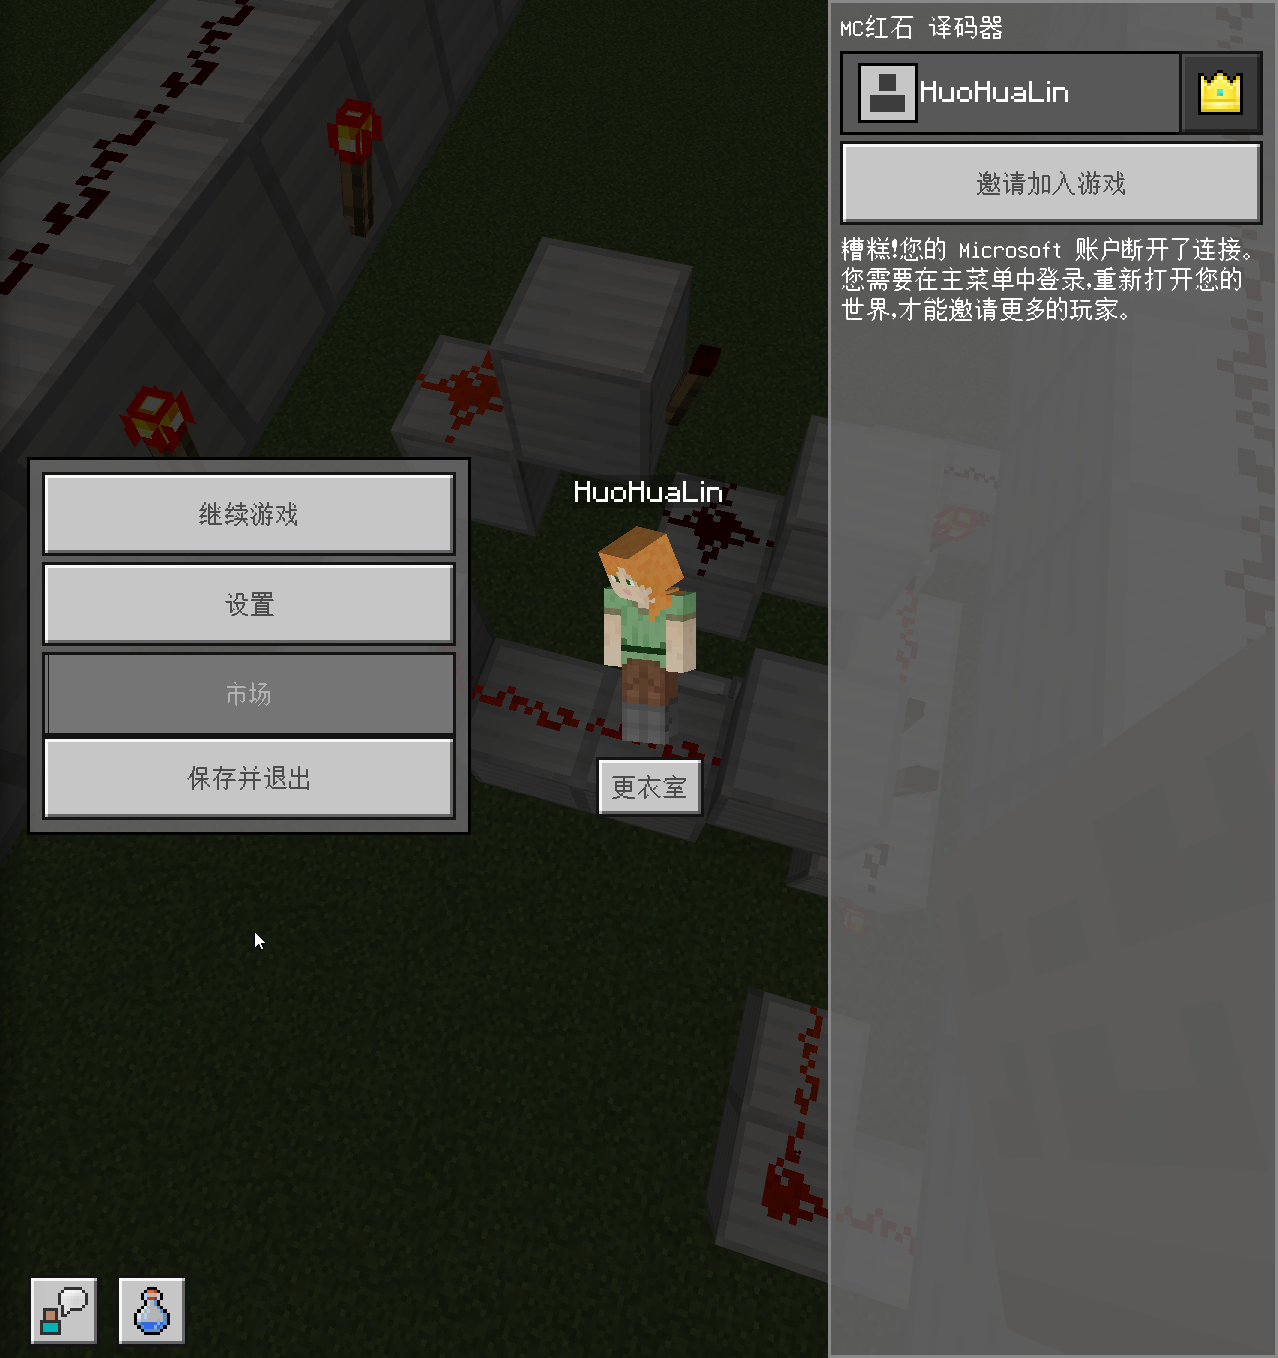 MC红石 译码器
HuoHuaLin
邀请加入游戏
糟糕!您的 Microsoft 账户断开了连接。
您需要在主菜单中登录,重新打开您的
世界,才能邀请更多的玩家。
继续游戏
设置
市场
保存并退出
HuoHuaLin
更衣室